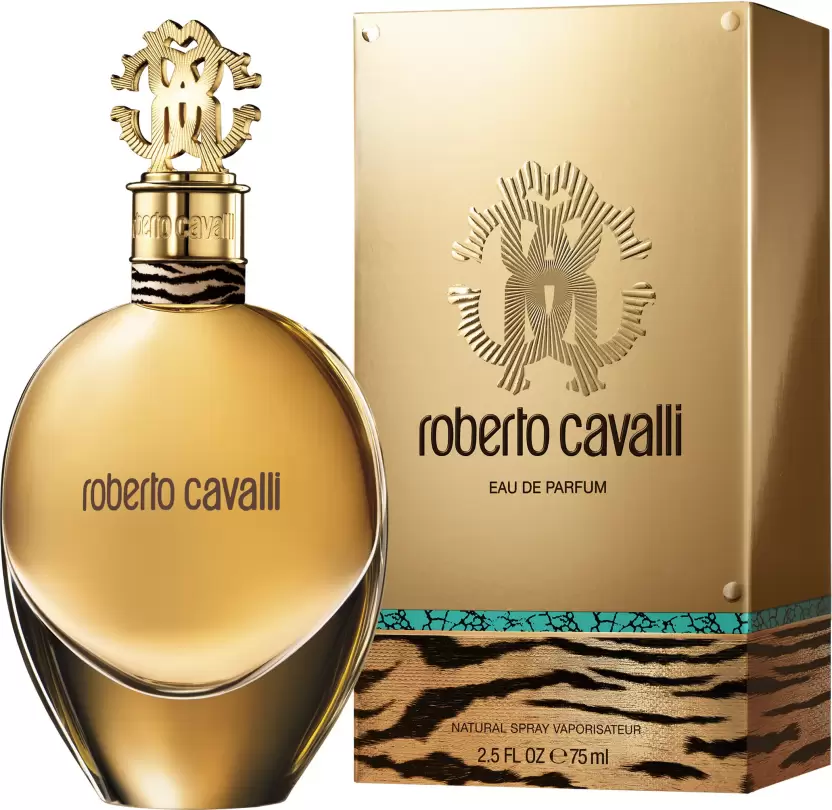 roberto cavalli
roberto cavalli
roberto cavalli
EAU DE PARFUM
NATURAL SPRAY VAPORISATEUR
2.5 FL OZ ℮ 75 ml